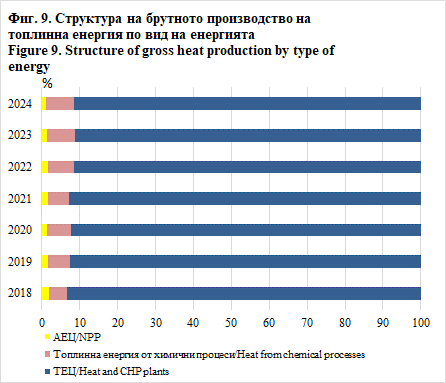 Фиг. 9. Структура на брутното производство на
топлинна енергия по вид на енергията
Figure 9. Structure of gross heat production by type of
energy
%
2024
2023
2022
2021
2020
2019
2018
0 10 20 30 40 50 60 70 80 90 100
АЕЦ/NPP
Топлинна енергия от химични процеси/Heat from chemical processes
ТЕЦ/Heat and CHP plants